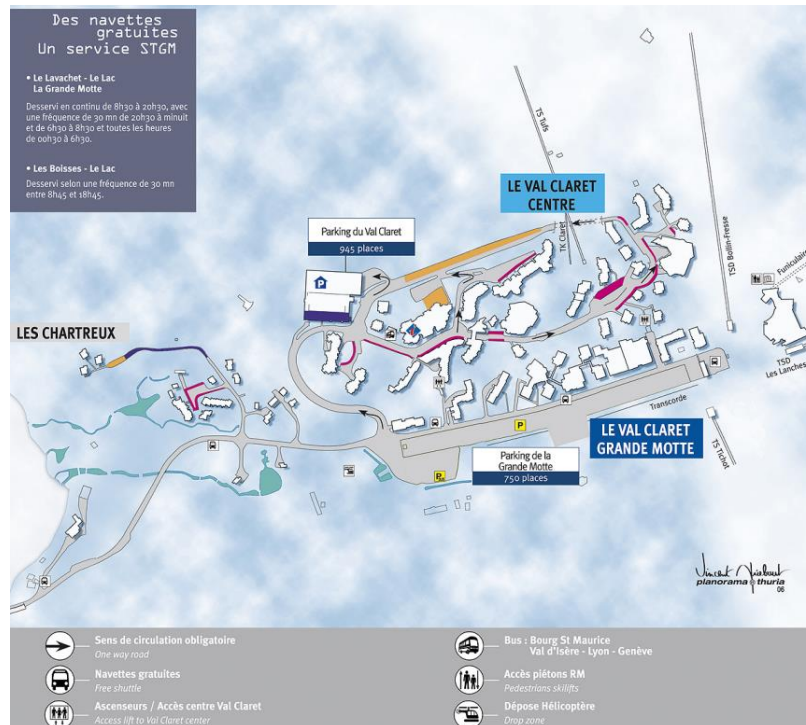 Des navettes
gratuites
Un service STGM
• Le Lavachet - Le Lac
La Grande Motte
Desservi en continu de 8h30 à 20h30, avec
une fréquence de 30 mn de 20h30 à minuit
et de 6h30 à 8h30 et toutes les heures
de 00h30 à 6h30.
• Les Boisses - Le Lac
Desservi selon une fréquence de 30 mn
entre 8h45 et 18h45.
TS Tufs
LE VAL CLARET
CENTRE
Parking du Val Claret
945 places
TK Claret
TSD Bollin-Fresse
Funiculaire
P
LES CHARTREUX
TSD
Les Lanches
Transcorde
P
LE VAL CLARET
GRANDE MOTTE
TS Tichot
Parking de la
Grande Motte
750 places
P
Vincent Thiebaut
planorama thuria
06
Sens de circulation obligatoire
One way road
Navettes gratuites
Free shuttle
Ascenseurs / Accès centre Val Claret
Access lift to Val Claret center
Bus : Bourg St Maurice
Val d'Isère - Lyon - Genève
Accès piétons RM
Pedestrians skilifts
Dépose Hélicoptère
Drop zone